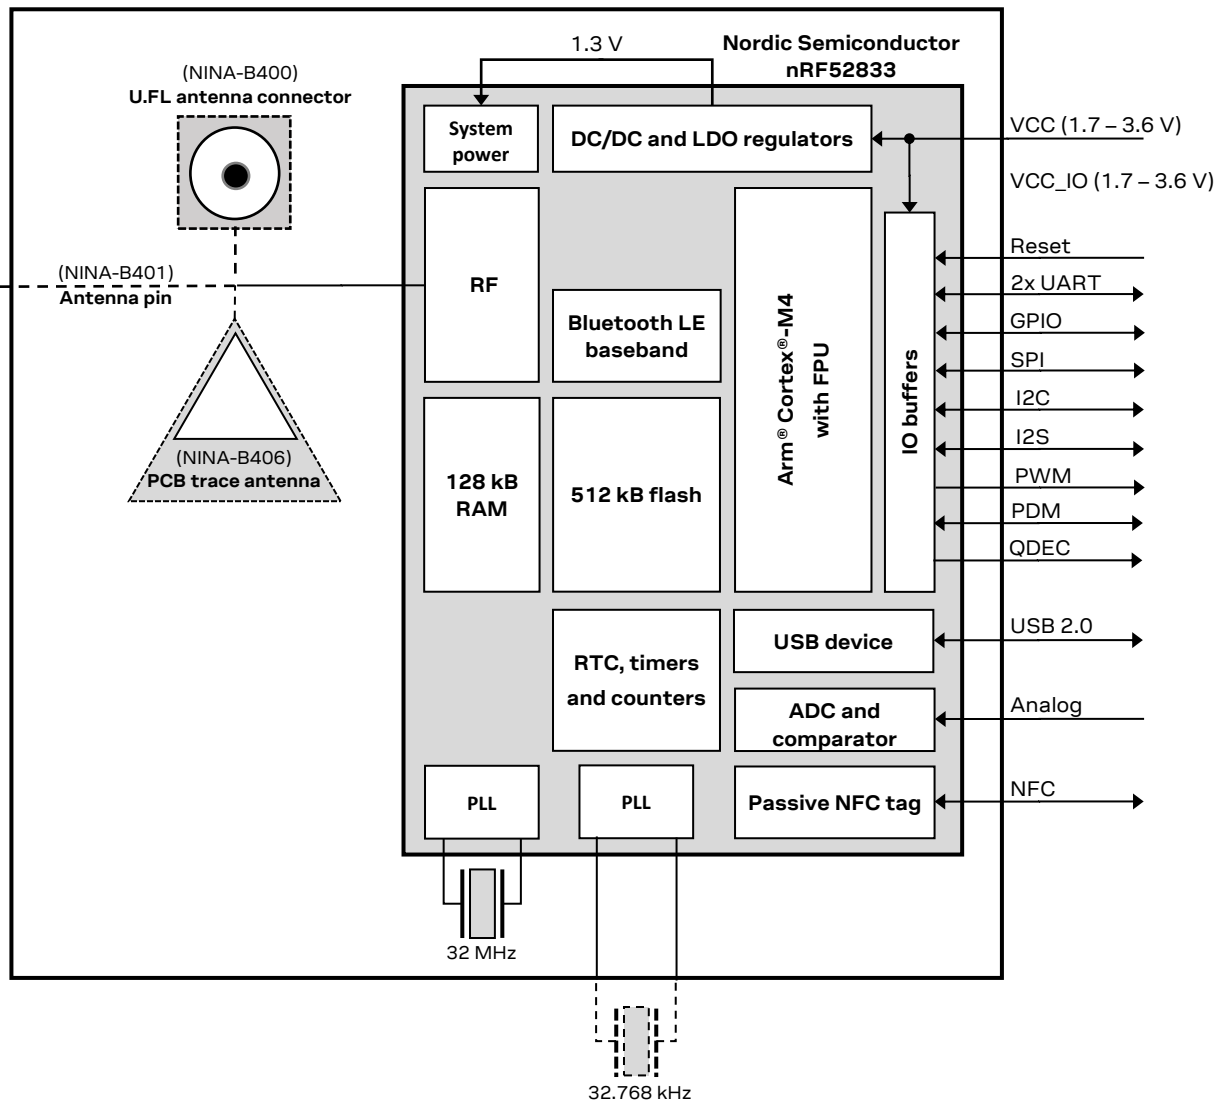 1.3 V
Nordic Semiconductor
nRF52833
(NINA-B400)
U.FL antenna connector
System
power
DC/DC and LDO regulators
VCC (1.7 – 3.6 V)
VCC_IO (1.7 – 3.6 V)
(NINA-B401)
Antenna pin
RF
Bluetooth LE
baseband
Arm® Cortex®-M4
with FPU
IO buffers
Reset
2x UART
GPIO
SPI
I2C
I2S
PWM
PDM
QDEC
(NINA-B406)
PCB trace antenna
128 kB
RAM
512 kB flash
RTC, timers
and counters
USB device
USB 2.0
ADC and
comparator
Analog
PLL
PLL
Passive NFC tag
NFC
32 MHz
32.768 kHz